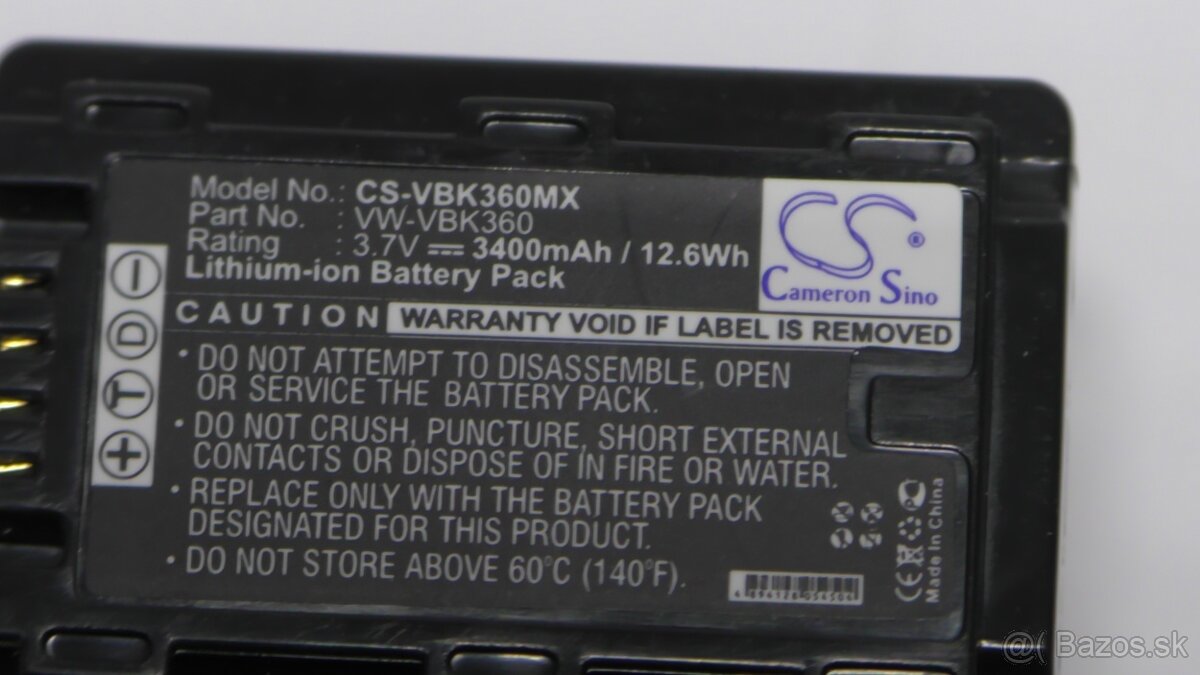 Model No.: CS-VBK360MX
Part No. : VW-VBK360
Rating : 3.7V ⎓ 3400mAh / 12.6Wh
Lithium-ion Battery Pack
CS ®
Cameron Sino
CAUTION WARRANTY VOID IF LABEL IS REMOVED
• DO NOT ATTEMPT TO DISASSEMBLE, OPEN
OR SERVICE THE BATTERY PACK.
• DO NOT CRUSH, PUNCTURE, SHORT EXTERNAL
CONTACTS OR DISPOSE OF IN FIRE OR WATER.
• REPLACE ONLY WITH THE BATTERY PACK
DESIGNATED FOR THIS PRODUCT.
• DO NOT STORE ABOVE 60°C (140°F).
− D T +
CE
Made In China
@( Bazos.sk